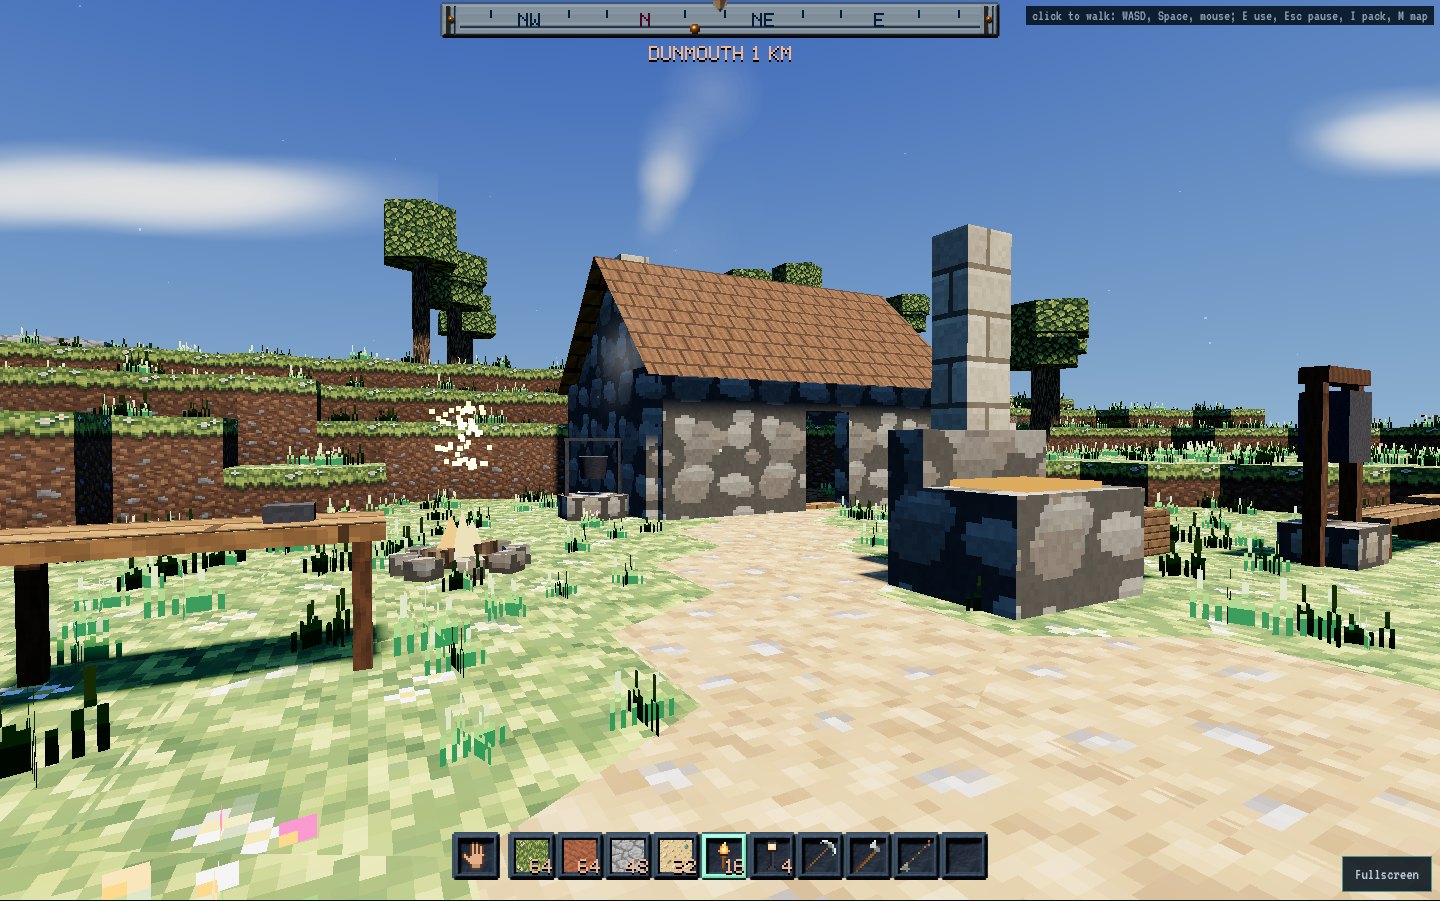 NW N NE E
click to walk: WASD, Space, mouse; E use, Esc pause, I pack, M map
DUNMOUTH 1 KM
64 64 48 32 16 4
Fullscreen